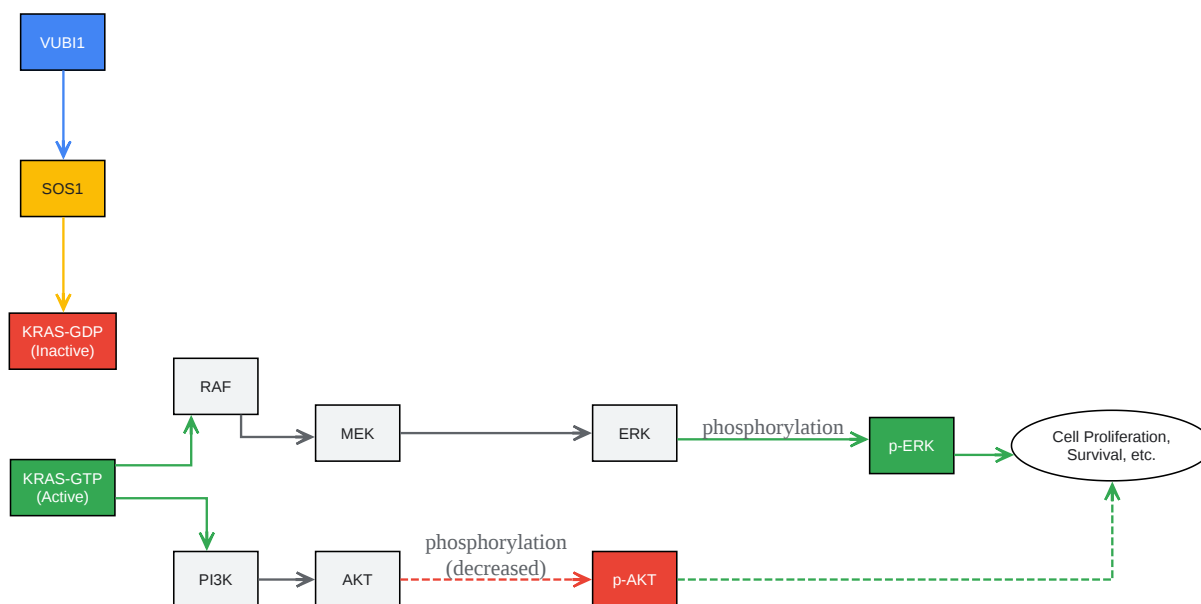 VUBI1
SOS1
KRAS-GDP
(Inactive)
RAF
MEK
ERK
phosphorylation
p-ERK
Cell Proliferation,
Survival, etc.
KRAS-GTP
(Active)
PI3K
AKT
phosphorylation
(decreased)
p-AKT